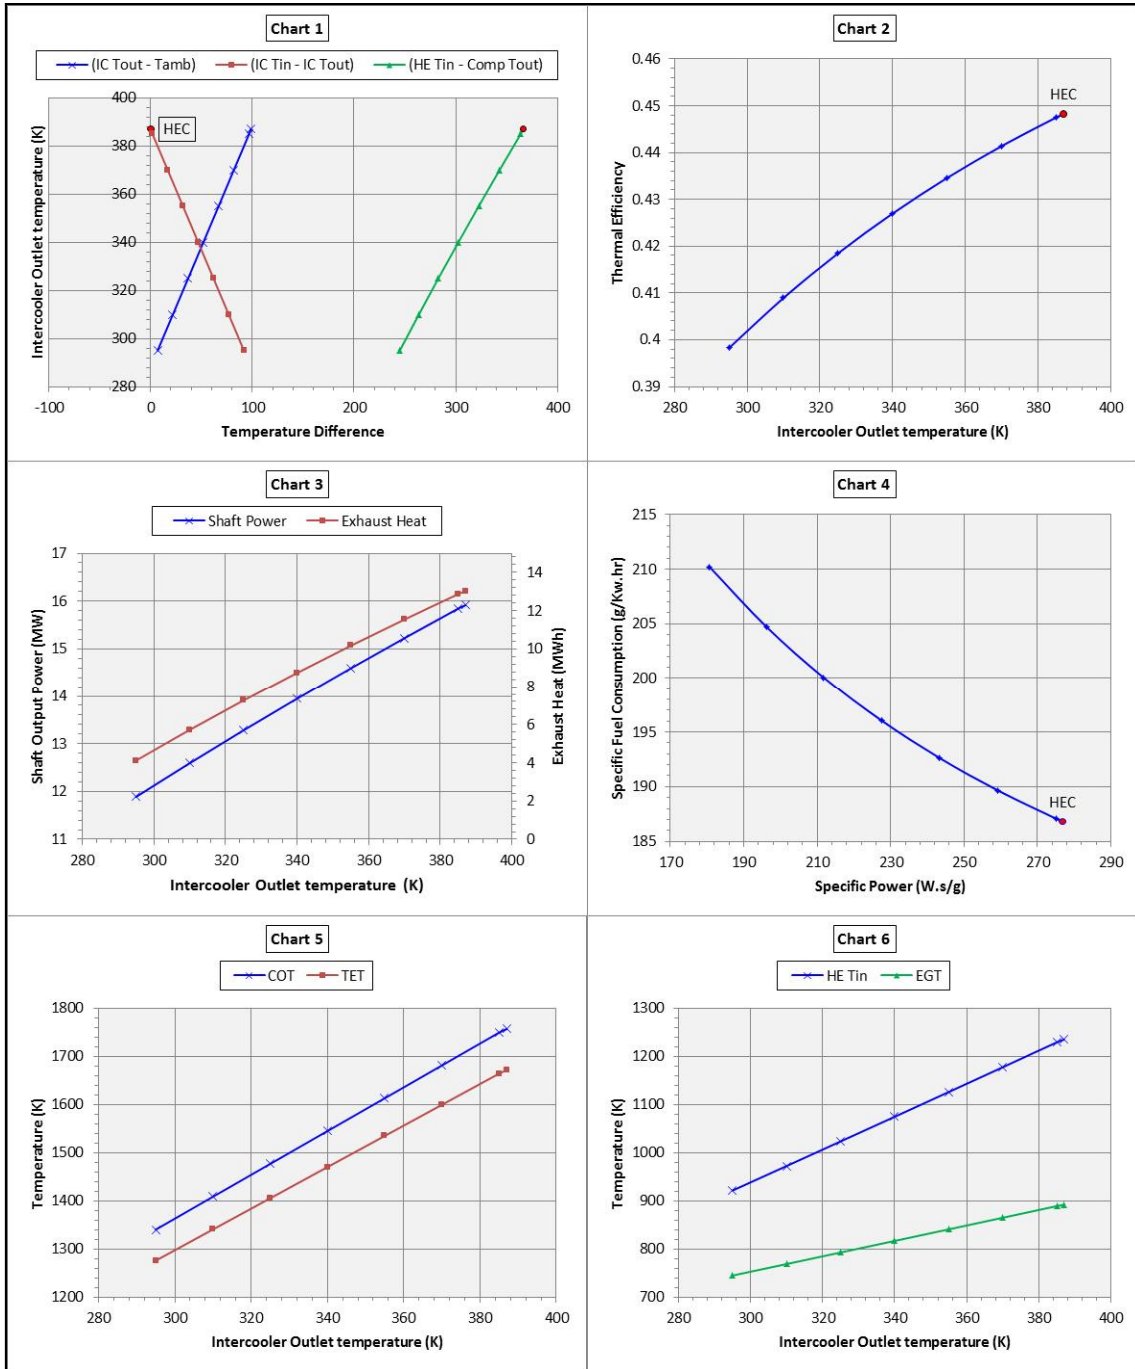 Chart 1
(IC Tout - Tamb) (IC Tin - IC Tout) (HE Tin - Comp Tout)
Intercooler Outlet temperature (K)
400
380
360
340
320
300
280
HEC
-100 0 100 200 300 400
Temperature Difference
Chart 2
Thermal Efficiency
0.46
0.45
0.44
0.43
0.42
0.41
0.4
0.39
HEC
280 300 320 340 360 380 400
Intercooler Outlet temperature (K)
Chart 3
Shaft Power Exhaust Heat
Shaft Output Power (MW)
17
16
15
14
13
12
11
Exhaust Heat (MWh)
14
12
10
8
6
4
2
0
280 300 320 340 360 380 400
Intercooler Outlet temperature (K)
Chart 4
Specific Fuel Consumption (g/Kw.hr)
215
210
205
200
195
190
185
HEC
170 190 210 230 250 270 290
Specific Power (W.s/g)
Chart 5
COT TET
Temperature (K)
1800
1700
1600
1500
1400
1300
1200
280 300 320 340 360 380 400
Intercooler Outlet temperature (K)
Chart 6
HE Tin EGT
Temperature (K)
1300
1200
1100
1000
900
800
700
280 300 320 340 360 380 400
Intercooler Outlet temperature (K)